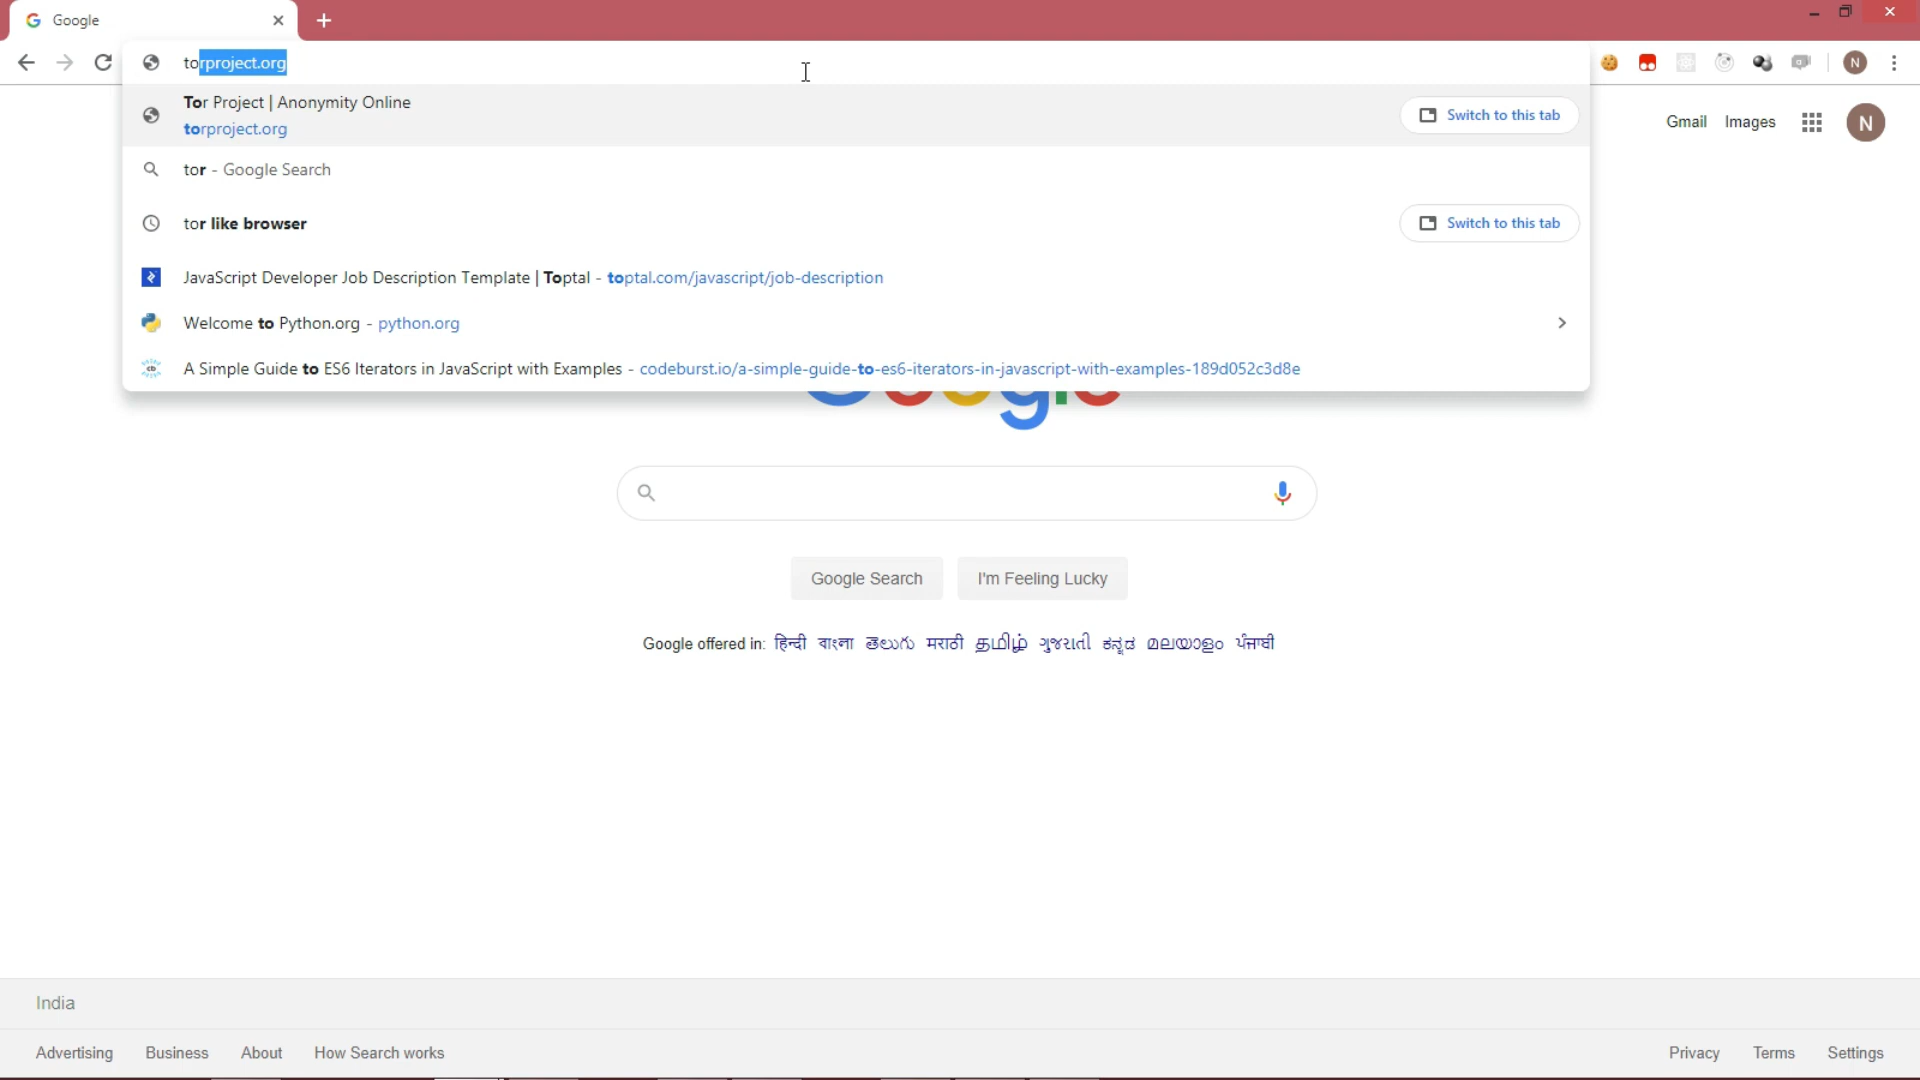 Google
torproject.org
Tor Project | Anonymity Online
torproject.org
Switch to this tab
tor - Google Search
tor like browser
Switch to this tab
JavaScript Developer Job Description Template | Toptal - toptal.com/javascript/job-description
Welcome to Python.org - python.org
A Simple Guide to ES6 Iterators in JavaScript with Examples - codeburst.io/a-simple-guide-to-es6-iterators-in-javascript-with-examples-189d052c3d8e
N
Gmail Images N
Google Search I'm Feeling Lucky
Google offered in: हिन्दी বাংলা తెలుగు मराठी தமிழ் ગુજરાતી ಕನ್ನಡ മലയാളം ਪੰਜਾਬੀ
India
Advertising Business About How Search works Privacy Terms Settings